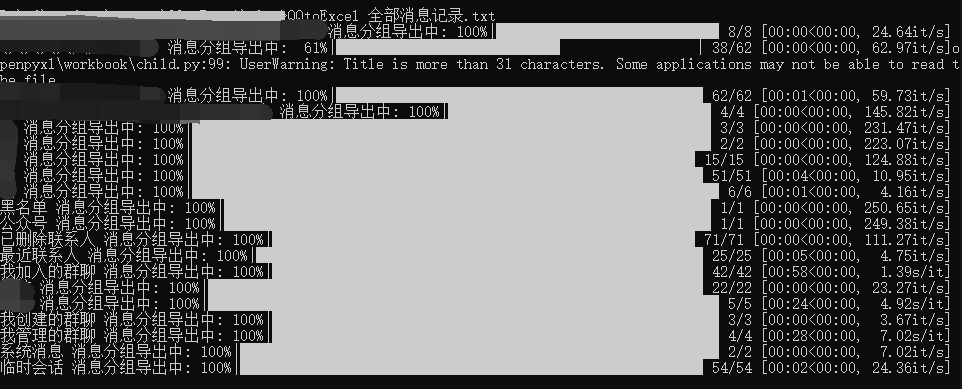 QQtoExcel 全部消息记录.txt
消息分组导出中: 100%| 8/8 [00:00<00:00, 24.64it/s]
消息分组导出中: 61%| | 38/62 [00:00<00:00, 62.97it/s]o
penpyxl\workbook\child.py:99: UserWarning: Title is more than 31 characters. Some applications may not be able to read t
he file
消息分组导出中: 100%| 62/62 [00:01<00:00, 59.73it/s]
消息分组导出中: 100%| 4/4 [00:00<00:00, 145.82it/s]
消息分组导出中: 100%| 3/3 [00:00<00:00, 231.47it/s]
消息分组导出中: 100%| 2/2 [00:00<00:00, 223.07it/s]
消息分组导出中: 100%| 15/15 [00:00<00:00, 124.88it/s]
消息分组导出中: 100%| 51/51 [00:04<00:00, 10.95it/s]
消息分组导出中: 100%| 6/6 [00:01<00:00, 4.16it/s]
黑名单 消息分组导出中: 100%| 1/1 [00:00<00:00, 250.65it/s]
公众号 消息分组导出中: 100%| 1/1 [00:00<00:00, 249.38it/s]
已删除联系人 消息分组导出中: 100%| 71/71 [00:00<00:00, 111.27it/s]
最近联系人 消息分组导出中: 100%| 25/25 [00:05<00:00, 4.75it/s]
我加入的群聊 消息分组导出中: 100%| 42/42 [00:58<00:00, 1.39s/it]
消息分组导出中: 100%| 22/22 [00:00<00:00, 23.27it/s]
消息分组导出中: 100%| 5/5 [00:24<00:00, 4.92s/it]
我创建的群聊 消息分组导出中: 100%| 3/3 [00:00<00:00, 3.67it/s]
我管理的群聊 消息分组导出中: 100%| 4/4 [00:28<00:00, 7.02s/it]
系统消息 消息分组导出中: 100%| 2/2 [00:00<00:00, 7.02it/s]
临时会话 消息分组导出中: 100%| 54/54 [00:02<00:00, 24.36it/s]